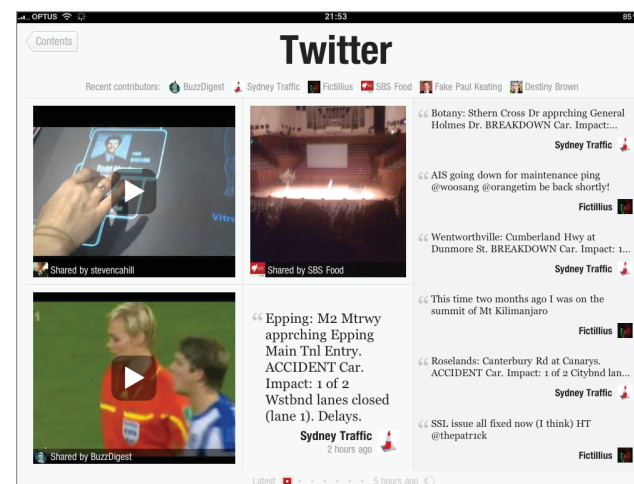 OPTUS 21:53 85
Contents
Twitter
Recent contributors: BuzzDigest Sydney Traffic Fictillius SBS Food Fake Paul Keating Destiny Brown
Shared by stevencahill
Shared by SBS Food
Shared by BuzzDigest
“ Epping: M2 Mtrwy
apprching Epping
Main Tnl Entry.
ACCIDENT Car.
Impact: 1 of 2
Wstbnd lanes closed
(lane 1). Delays.
Sydney Traffic
2 hours ago
“ Botany: Sthern Cross Dr apprching General
Holmes Dr. BREAKDOWN Car. Impact:...
Sydney Traffic
“ AIS going down for maintenance ping
@woosang @orangetim be back shortly!
Fictillius
“ Wentworthville: Cumberland Hwy at
Dunmore St. BREAKDOWN Car. Impact: 1...
Sydney Traffic
“ This time two months ago I was on the
summit of Mt Kilimanjaro
Fictillius
“ Roselands: Canterbury Rd at Canarys.
ACCIDENT Car. Impact: 1 of 2 Citybnd lan...
Sydney Traffic
“ SSL issue all fixed now (I think) HT
@thepatr1ck
Fictillius
Latest 5 hours ago